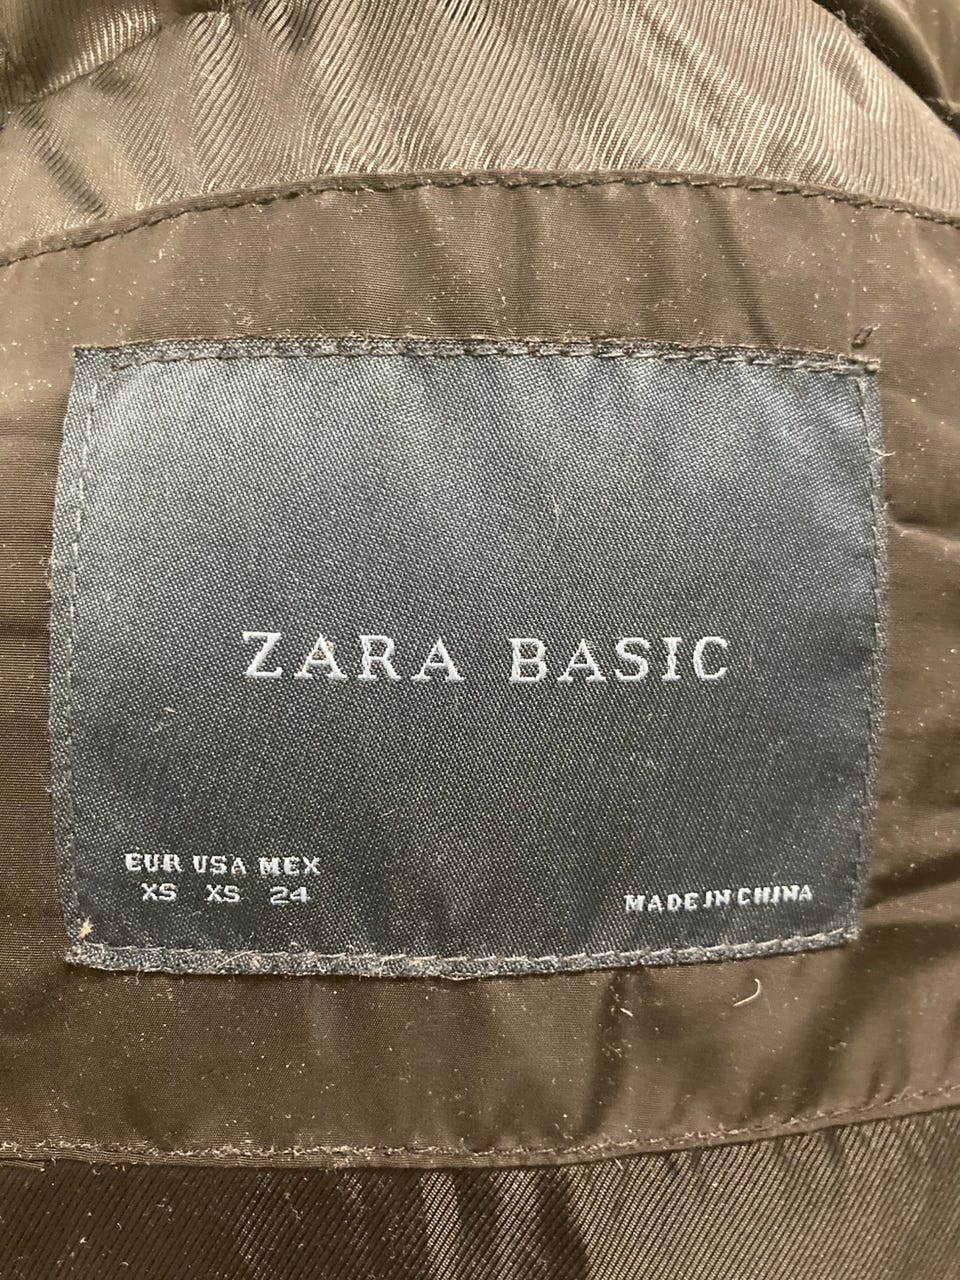 ZARA BASIC
EUR USA MEX
XS XS 24
MADE IN CHINA